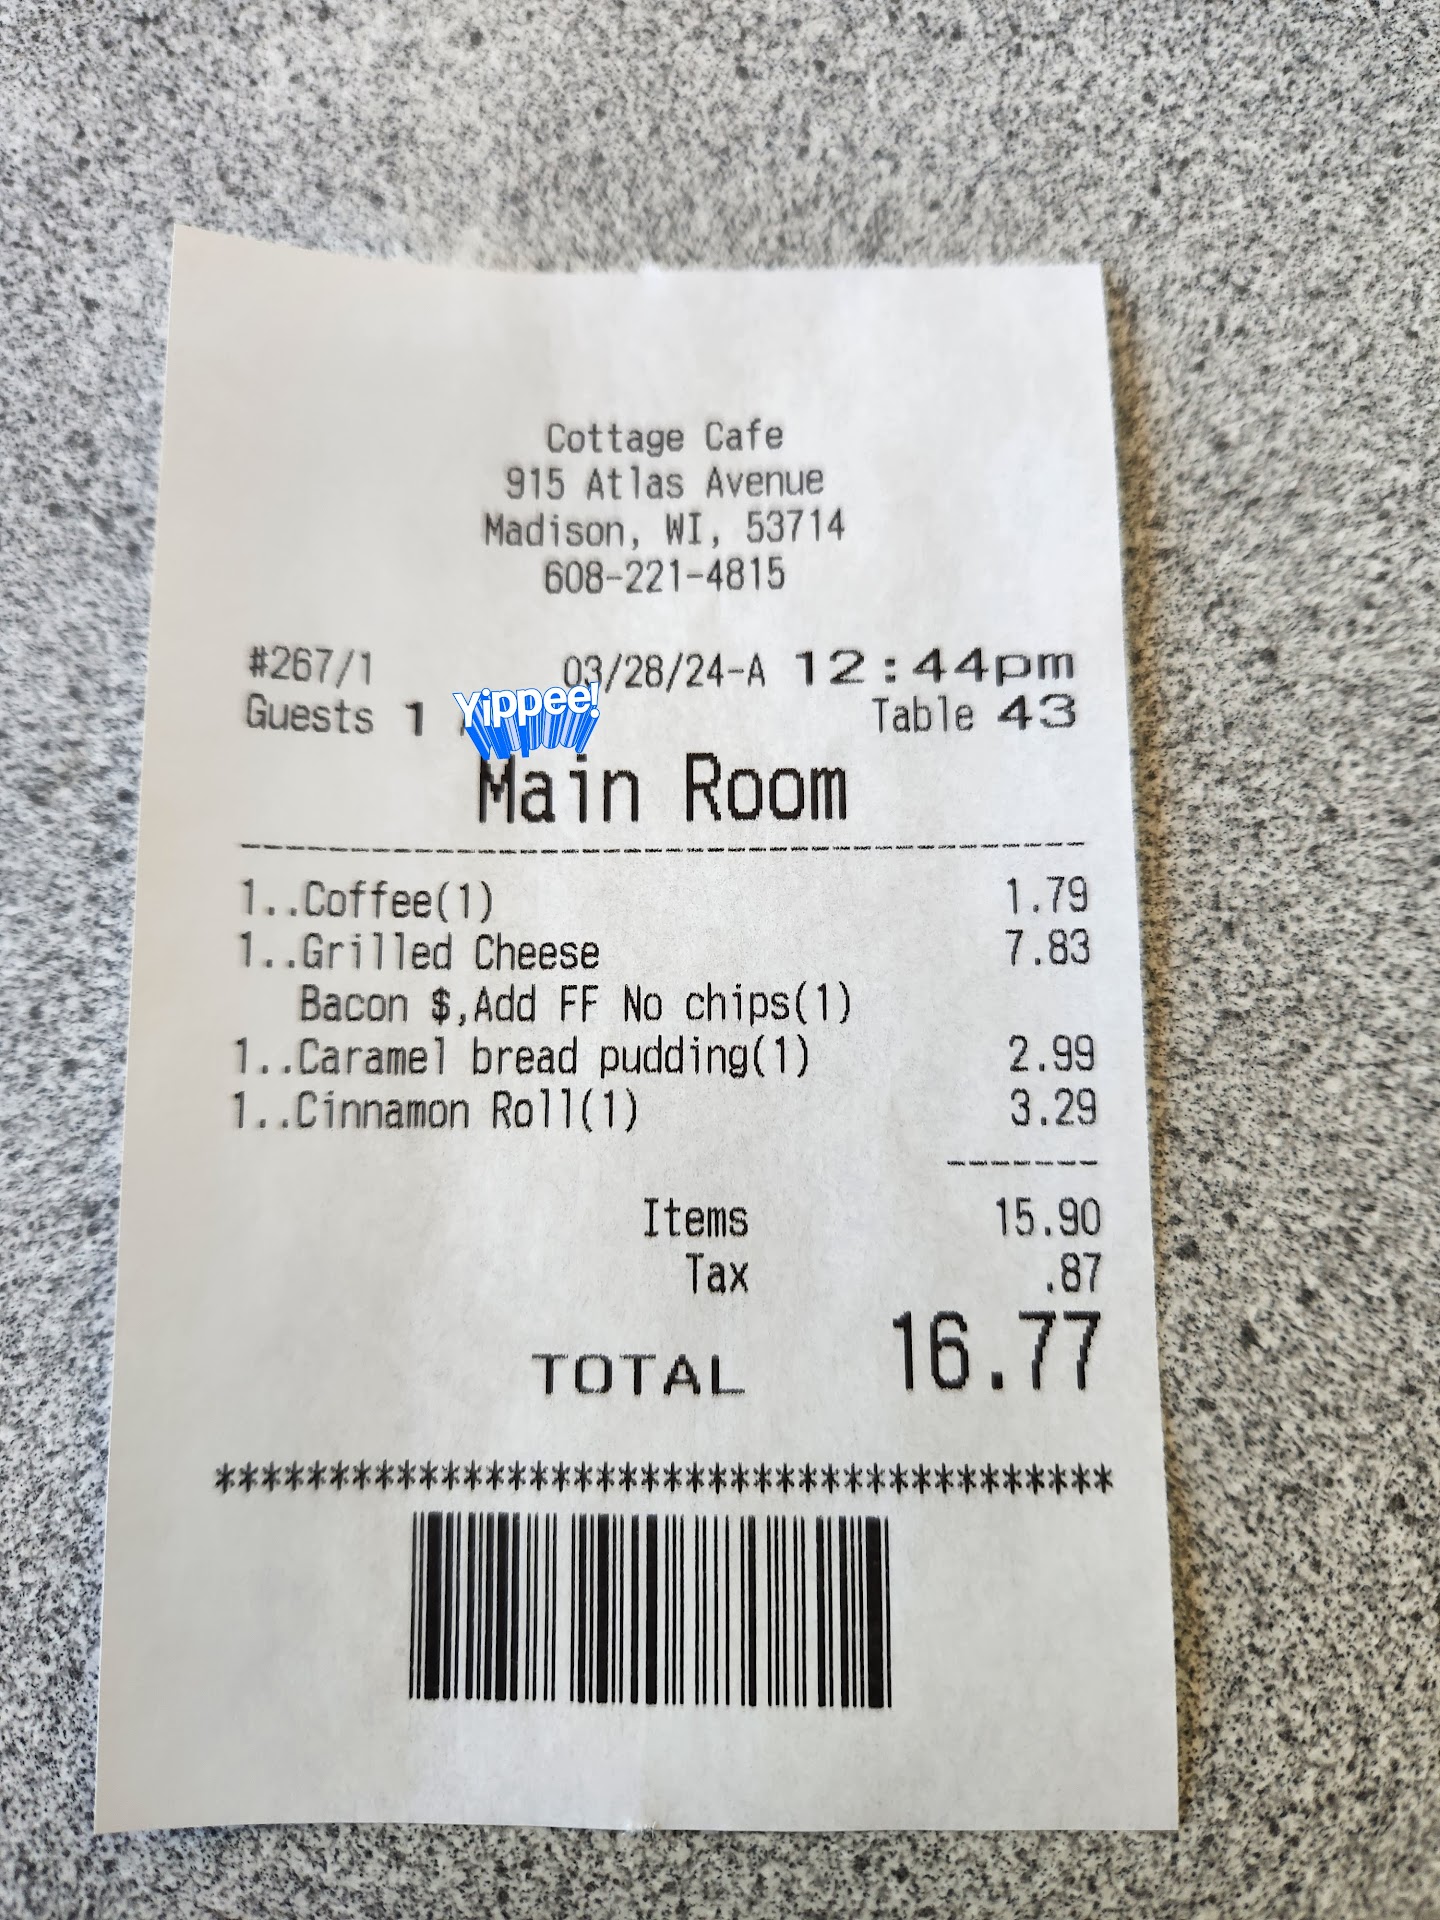 Cottage Cafe
915 Atlas Avenue
Madison, WI, 53714
608-221-4815
#267/1 03/28/24-A 12:44pm
Guests 1 Yippee! Table 43
Main Room
1..Coffee(1) 1.79
1..Grilled Cheese 7.83
Bacon $,Add FF No chips(1)
1..Caramel bread pudding(1) 2.99
1..Cinnamon Roll(1) 3.29
Items 15.90
Tax .87
TOTAL 16.77
***************************************